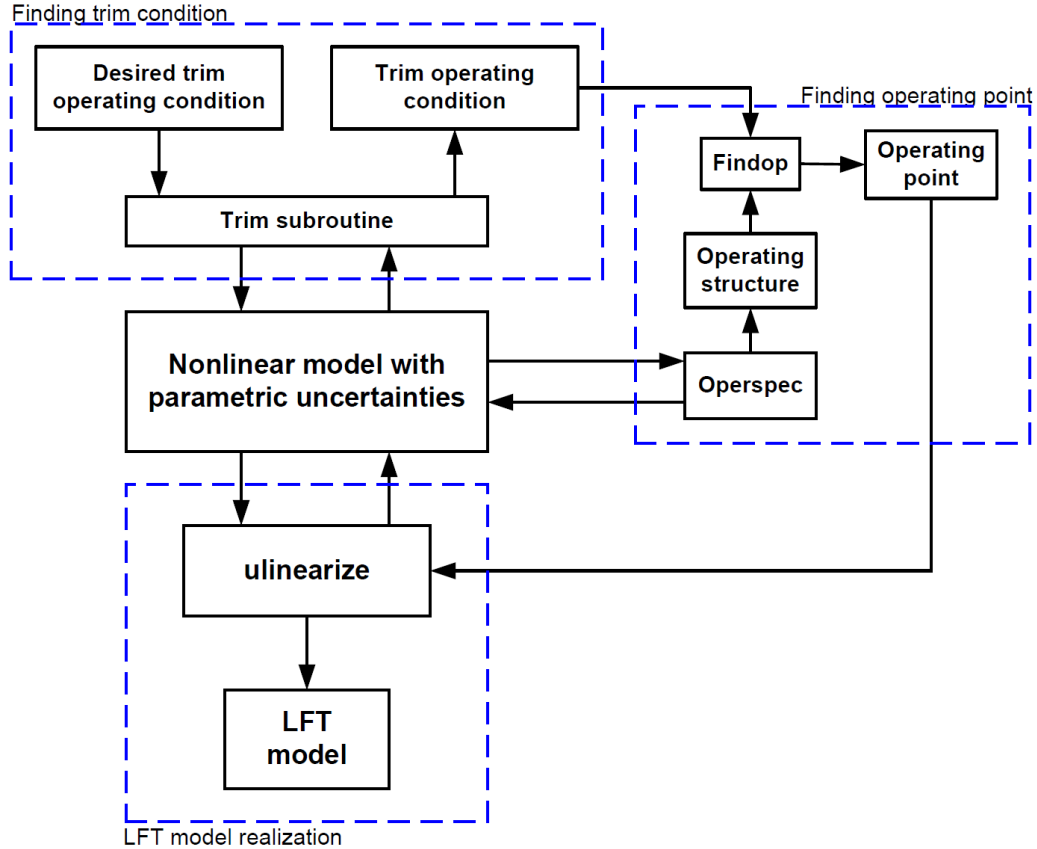 Finding trim condition
Desired trim
operating condition
Trim operating
condition
Finding operating point
Findop
Operating
point
Trim subroutine
Operating
structure
Nonlinear model with
parametric uncertainties
Operspec
ulinearize
LFT
model
LFT model realization